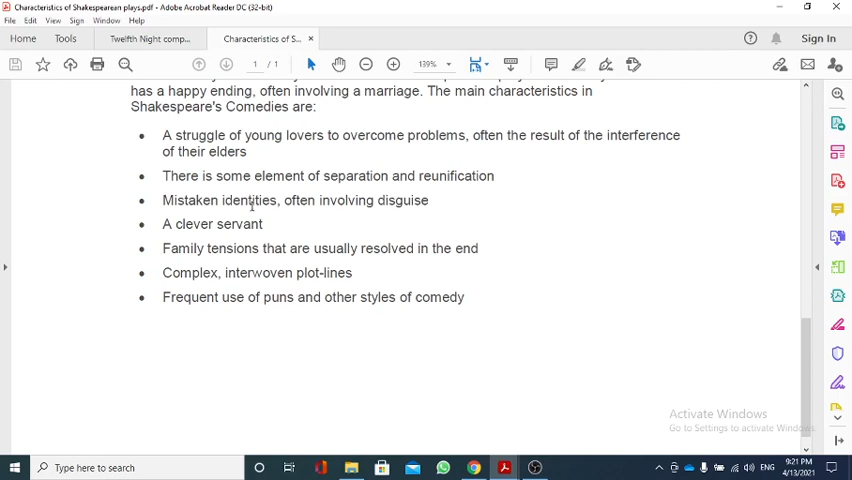 Characteristics of Shakespearean plays.pdf - Adobe Acrobat Reader DC (32-bit)
File Edit View Sign Window Help
Home Tools Twelfth Night comp... Characteristics of S... ×
? Sign In
1 / 1 139%
has a happy ending, often involving a marriage. The main characteristics in
Shakespeare's Comedies are:
• A struggle of young lovers to overcome problems, often the result of the interference
of their elders
• There is some element of separation and reunification
• Mistaken identities, often involving disguise
• A clever servant
• Family tensions that are usually resolved in the end
• Complex, interwoven plot-lines
• Frequent use of puns and other styles of comedy
Activate Windows
Go to Settings to activate Windows.
Type here to search
ENG
9:21 PM
4/13/2021